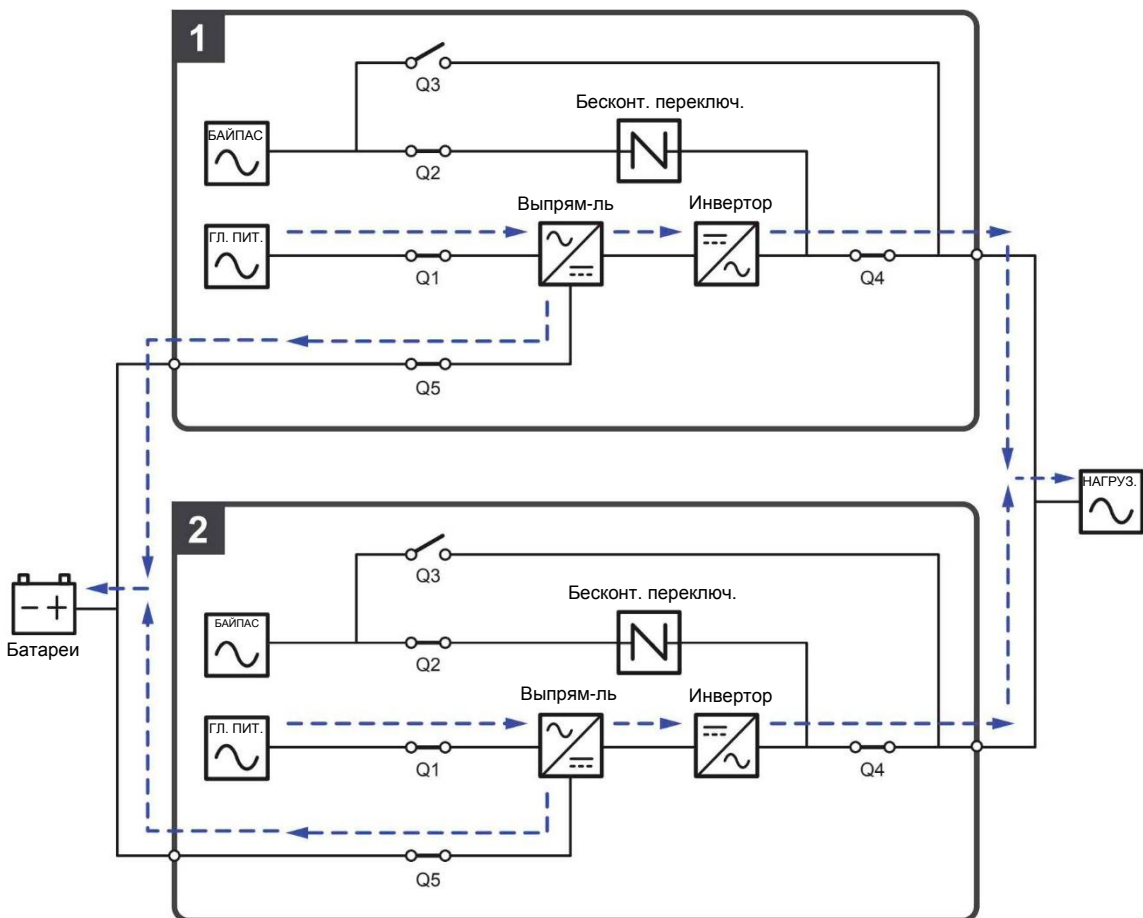 1
Q3
Бесконт. переключ.
БАЙПАС
Q2
Выпрям-ль
Инвертор
ГЛ. ПИТ.
Q1
Q4
Q5
НАГРУЗ.
2
Q3
Бесконт. переключ.
БАЙПАС
Q2
Батареи
Выпрям-ль
Инвертор
ГЛ. ПИТ.
Q1
Q4
Q5